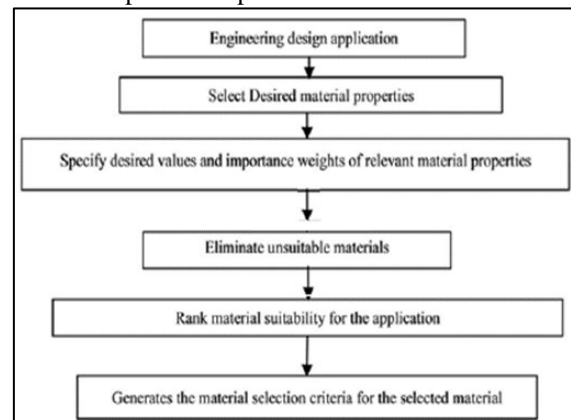 Engineering design application
Select Desired material properties
Specify desired values and importance weights of relevant material properties
Eliminate unsuitable materials
Rank material suitability for the application
Generates the material selection criteria for the selected material